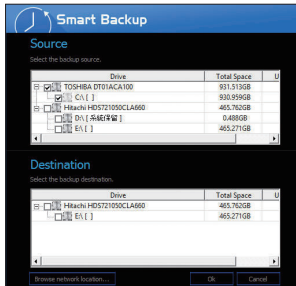 Smart Backup
Source
Select the backup source.
Drive Total Space U
TOSHIBA DT01ACA100 931.513GB
C:\ [ ] 930.959GB
Hitachi HDS721050CLA660 465.762GB
D:\ [ 系統保留 ] 0.488GB
E:\ [ ] 465.271GB
Destination
Select the backup destination.
Drive Total Space U
Hitachi HDS721050CLA660 465.762GB
E:\ [ ] 465.271GB
Browse network location... Ok Cancel